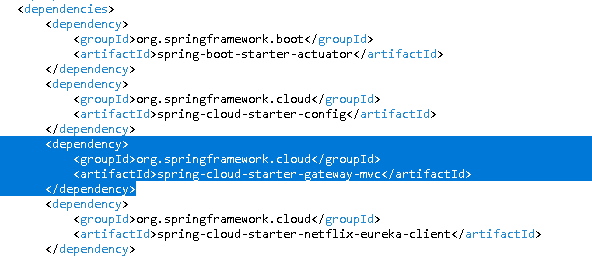 <dependencies>
<dependency>
<groupId>org.springframework.boot</groupId>
<artifactId>spring-boot-starter-actuator</artifactId>
</dependency>
<dependency>
<groupId>org.springframework.cloud</groupId>
<artifactId>spring-cloud-starter-config</artifactId>
</dependency>
<dependency>
<groupId>org.springframework.cloud</groupId>
<artifactId>spring-cloud-starter-gateway-mvc</artifactId>
</dependency>
<dependency>
<groupId>org.springframework.cloud</groupId>
<artifactId>spring-cloud-starter-netflix-eureka-client</artifactId>
</dependency>